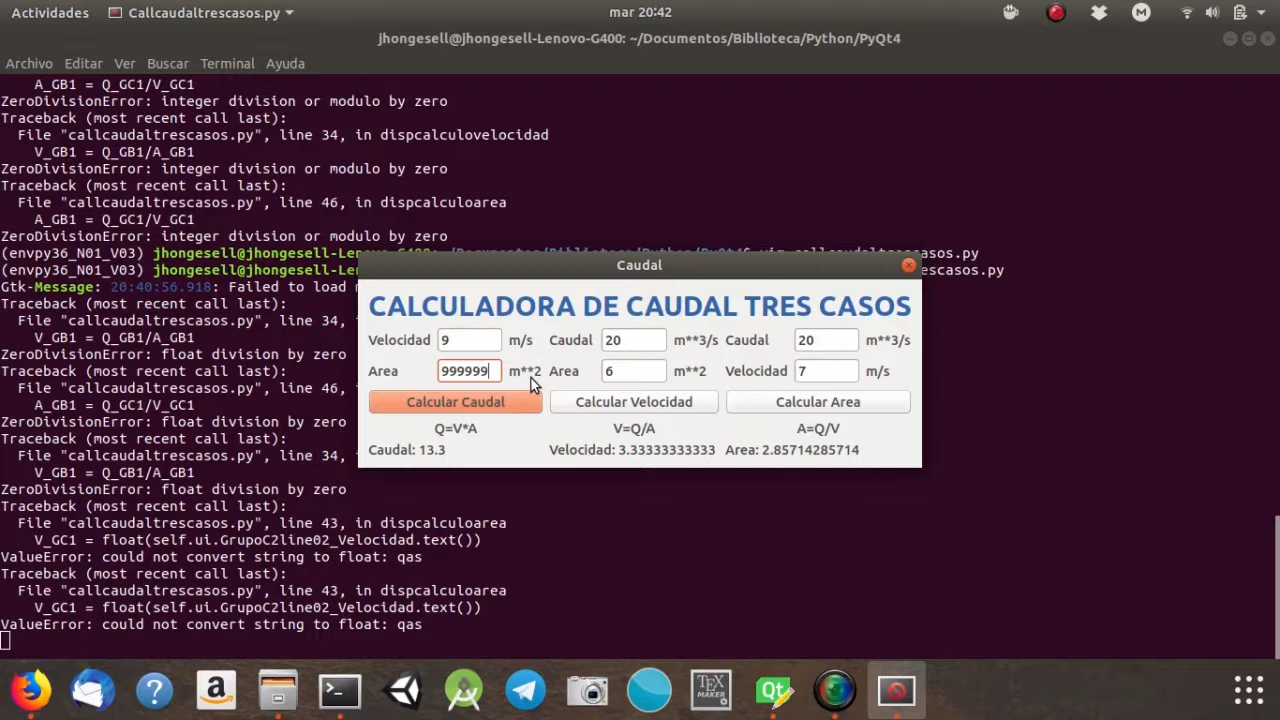 Actividades Callcaudaltrescasos.py mar 20:42
jhongesell@jhongesell-Lenovo-G400: ~/Documentos/Biblioteca/Python/PyQt4
Archivo Editar Ver Buscar Terminal Ayuda
A_GB1 = Q_GC1/V_GC1
ZeroDivisionError: integer division or modulo by zero
Traceback (most recent call last):
File "callcaudaltrescasos.py", line 34, in dispcalculovelocidad
V_GB1 = Q_GB1/A_GB1
ZeroDivisionError: integer division or modulo by zero
Traceback (most recent call last):
File "callcaudaltrescasos.py", line 46, in dispcalculoarea
A_GB1 = Q_GC1/V_GC1
ZeroDivisionError: integer division or modulo by zero
(envpy36_N01_V03) jhongesell@jhongesell-Lenovo-G400: ~/Documentos/Biblioteca/Python/PyQt4$ vim callcaudaltrescasos.py
(envpy36_N01_V03) jhongesell@jhongesell-Len escasos.py
Gtk-Message: 20:40:56.918: Failed to load m
Traceback (most recent call last):
File "callcaudaltrescasos.py", line 34,
V_GB1 = Q_GB1/A_GB1
ZeroDivisionError: float division by zero
Traceback (most recent call last):
File "callcaudaltrescasos.py", line 46,
A_GB1 = Q_GC1/V_GC1
ZeroDivisionError: float division by zero
Traceback (most recent call last):
File "callcaudaltrescasos.py", line 34,
V_GB1 = Q_GB1/A_GB1
ZeroDivisionError: float division by zero
Traceback (most recent call last):
File "callcaudaltrescasos.py", line 43, in dispcalculoarea
V_GC1 = float(self.ui.GrupoC2line02_Velocidad.text())
ValueError: could not convert string to float: qas
Traceback (most recent call last):
File "callcaudaltrescasos.py", line 43, in dispcalculoarea
V_GC1 = float(self.ui.GrupoC2line02_Velocidad.text())
ValueError: could not convert string to float: qas
Caudal
CALCULADORA DE CAUDAL TRES CASOS
Velocidad 9 m/s Caudal 20 m**3/s Caudal 20 m**3/s
Area 999999 m**2 Area 6 m**2 Velocidad 7 m/s
Calcular Caudal Calcular Velocidad Calcular Area
Q=V*A V=Q/A A=Q/V
Caudal: 13.3 Velocidad: 3.33333333333 Area: 2.85714285714